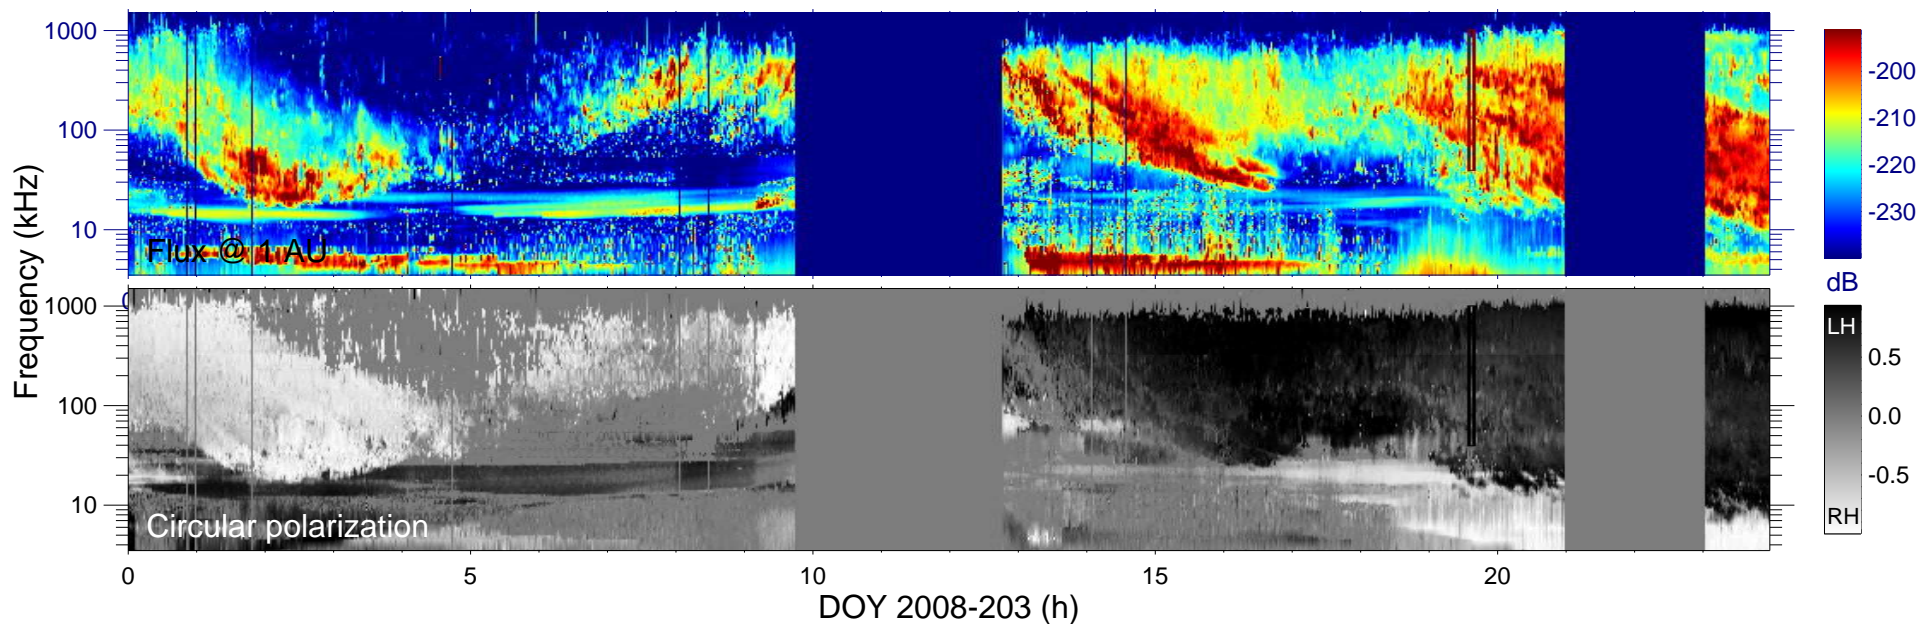 1000
100
10
Flux @ 1 AU
-200
-210
-220
-230
dB
0
Frequency (kHz)
1000
100
10
Circular polarization
LH
0.5
0.0
-0.5
RH
0 5 10 15 20
DOY 2008-203 (h)